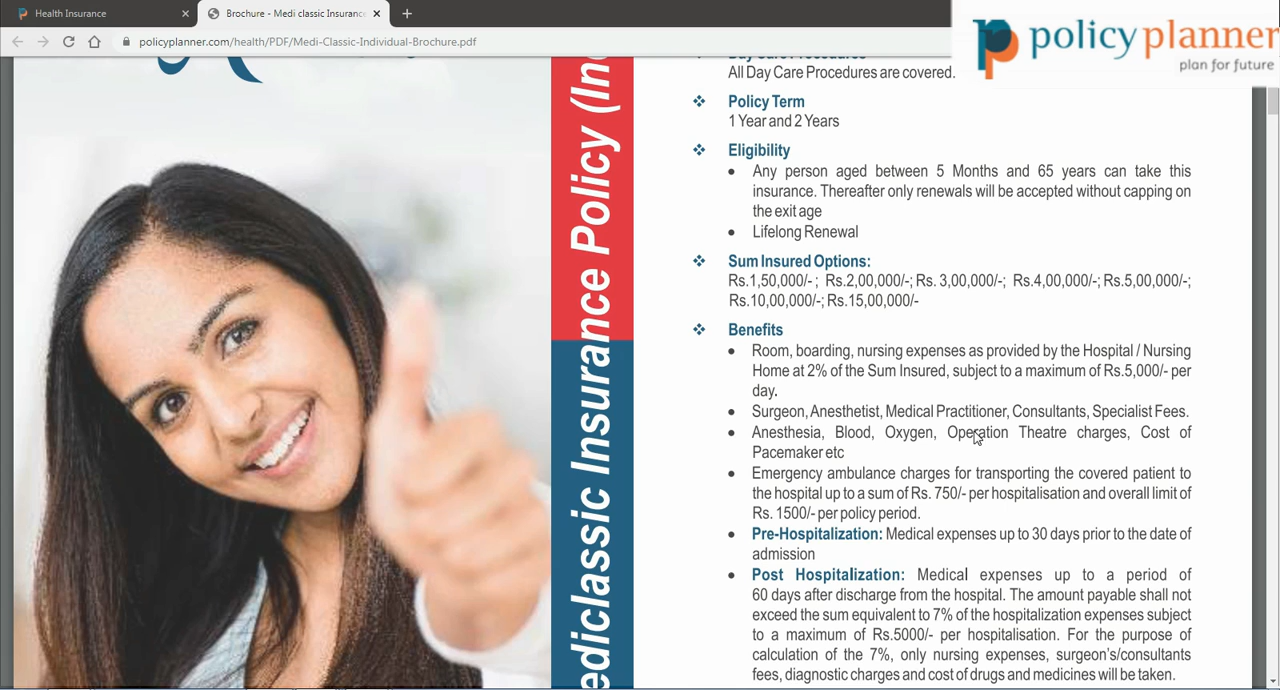 Health Insurance
Brochure - Medi classic Insurance
policyplanner.com/health/PDF/Medi-Classic-Individual-Brochure.pdf
policy planner
plan for future
ediclassic Insurance Policy (In
Day Care Procedures
All Day Care Procedures are covered.
Policy Term
1 Year and 2 Years
Eligibility
Any person aged between 5 Months and 65 years can take this
insurance. Thereafter only renewals will be accepted without capping on
the exit age
Lifelong Renewal
Sum Insured Options:
Rs.1,50,000/- ; Rs.2,00,000/-; Rs. 3,00,000/-; Rs.4,00,000/-; Rs.5,00,000/-;
Rs.10,00,000/-; Rs.15,00,000/-
Benefits
Room, boarding, nursing expenses as provided by the Hospital / Nursing
Home at 2% of the Sum Insured, subject to a maximum of Rs.5,000/- per
day.
Surgeon, Anesthetist, Medical Practitioner, Consultants, Specialist Fees.
Anesthesia, Blood, Oxygen, Operation Theatre charges, Cost of
Pacemaker etc
Emergency ambulance charges for transporting the covered patient to
the hospital up to a sum of Rs. 750/- per hospitalisation and overall limit of
Rs. 1500/- per policy period.
Pre-Hospitalization: Medical expenses up to 30 days prior to the date of
admission
Post Hospitalization: Medical expenses up to a period of
60 days after discharge from the hospital. The amount payable shall not
exceed the sum equivalent to 7% of the hospitalization expenses subject
to a maximum of Rs.5000/- per hospitalisation. For the purpose of
calculation of the 7%, only nursing expenses, surgeon's/consultants
fees, diagnostic charges and cost of drugs and medicines will be taken.